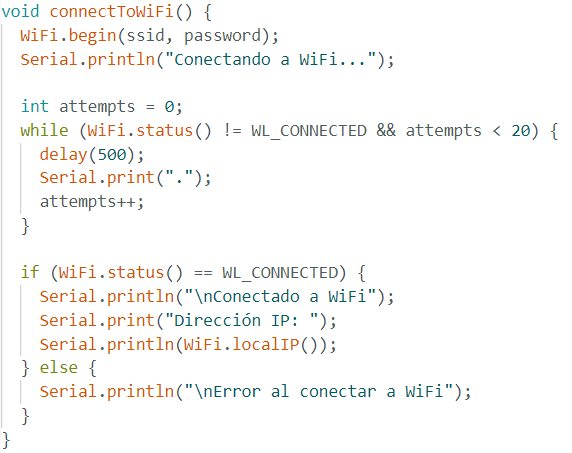 void connectToWiFi() {
  WiFi.begin(ssid, password);
  Serial.println("Conectando a WiFi...");

  int attempts = 0;
  while (WiFi.status() != WL_CONNECTED && attempts < 20) {
    delay(500);
    Serial.print(".");
    attempts++;
  }

  if (WiFi.status() == WL_CONNECTED) {
    Serial.println("\nConectado a WiFi");
    Serial.print("Dirección IP: ");
    Serial.println(WiFi.localIP());
  } else {
    Serial.println("\nError al conectar a WiFi");
  }
}